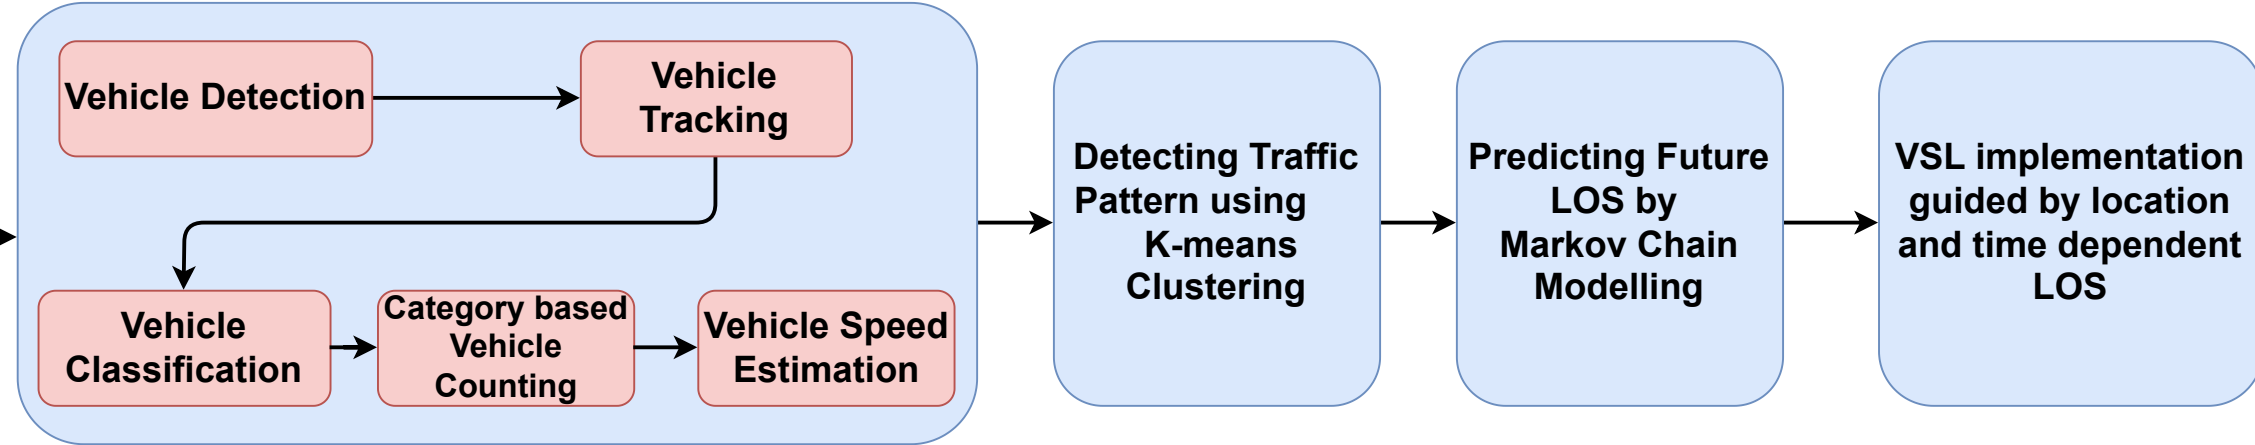 Vehicle Detection
Vehicle
Tracking
Vehicle
Classification
Category based
Vehicle
Counting
Vehicle Speed
Estimation
Detecting Traffic
Pattern using
K-means
Clustering
Predicting Future
LOS by
Markov Chain
Modelling
VSL implementation
guided by location
and time dependent
LOS